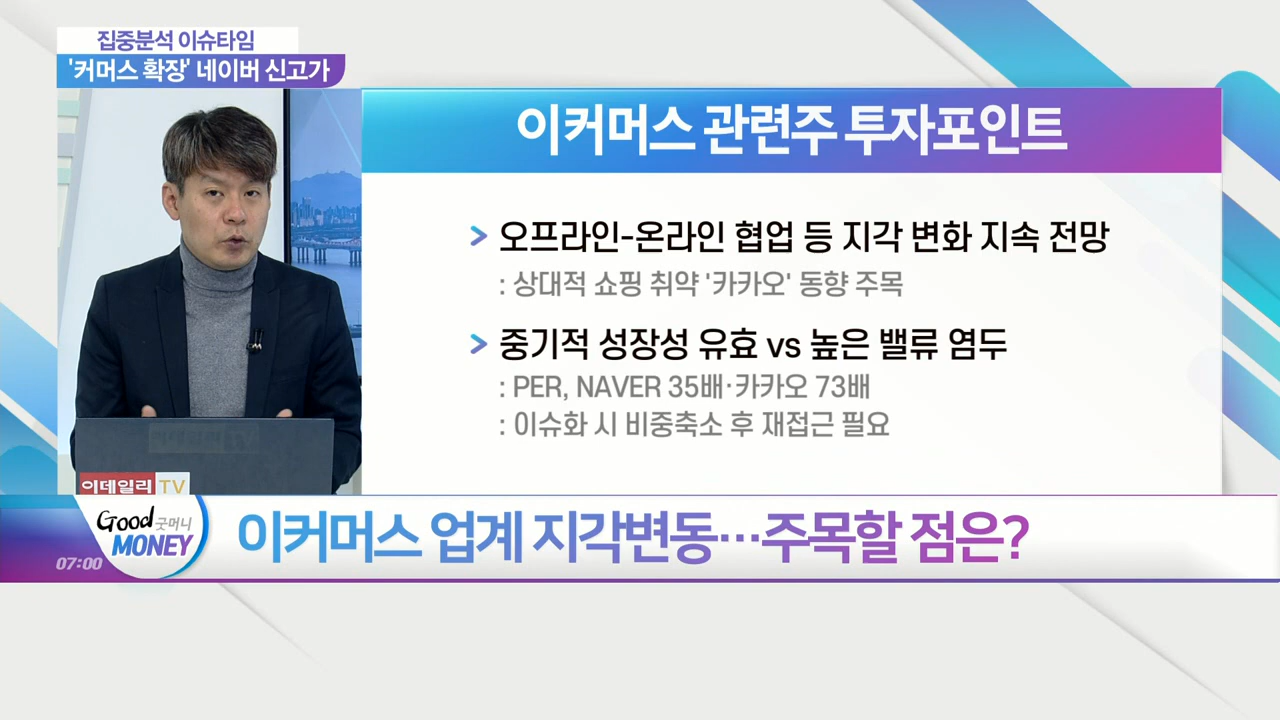 집중분석 이슈타임
'커머스 확장' 네이버 신고가
이커머스 관련주 투자포인트
> 오프라인-온라인 협업 등 지각 변화 지속 전망
: 상대적 쇼핑 취약 '카카오' 동향 주목
> 중기적 성장성 유효 vs 높은 밸류 염두
: PER, NAVER 35배·카카오 73배
: 이슈화 시 비중축소 후 재접근 필요
이데일리 TV
Good 굿머니
MONEY
07:00
이커머스 업계 지각변동…주목할 점은?